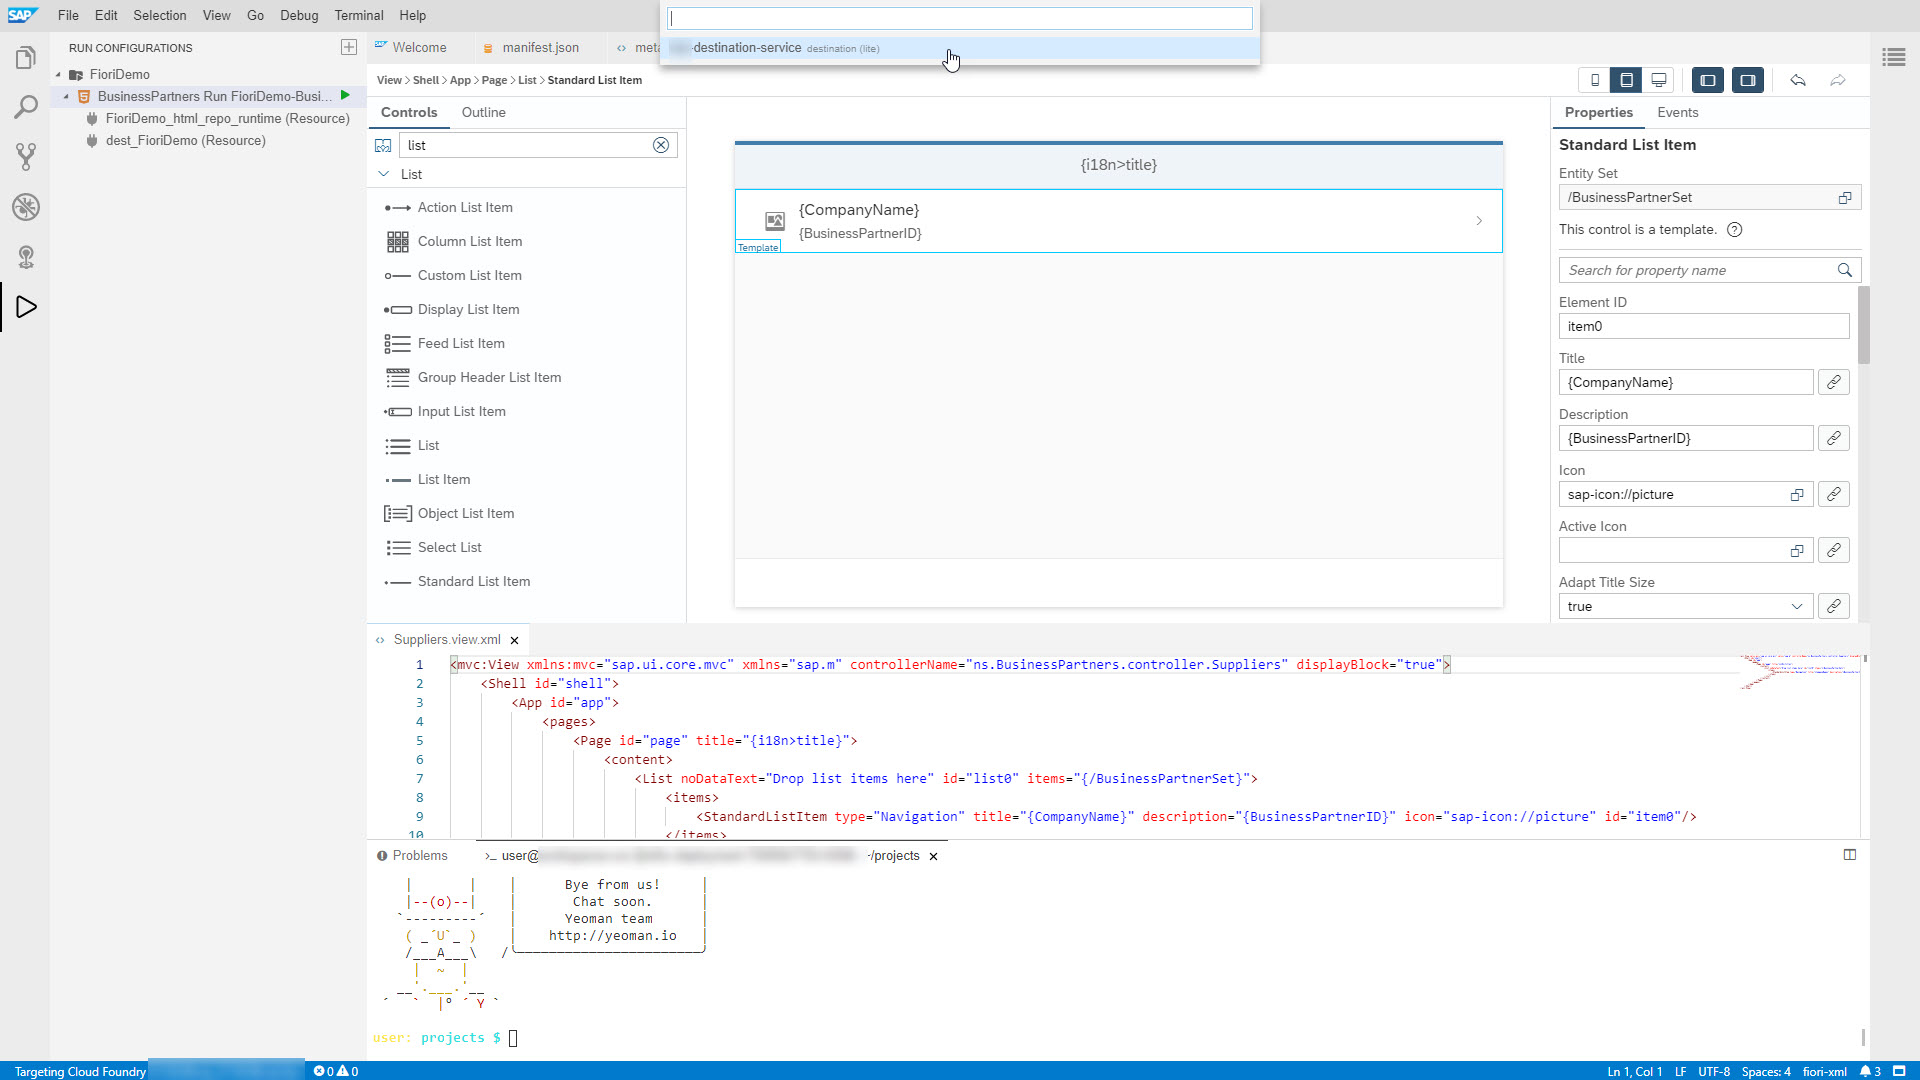 SAP File Edit Selection View Go Debug Terminal Help
-destination-service destination (lite)
RUN CONFIGURATIONS
FioriDemo
BusinessPartners Run FioriDemo-Busi...
FioriDemo_html_repo_runtime (Resource)
dest_FioriDemo (Resource)
Welcome manifest.json meta
View > Shell > App > Page > List > Standard List Item
Controls Outline
list
List
Action List Item
Column List Item
Custom List Item
Display List Item
Feed List Item
Group Header List Item
Input List Item
List
List Item
Object List Item
Select List
Standard List Item
{i18n>title}
{CompanyName}
{BusinessPartnerID}
Template
Properties Events
Standard List Item
Entity Set
/BusinessPartnerSet
This control is a template.
Search for property name
Element ID
item0
Title
{CompanyName}
Description
{BusinessPartnerID}
Icon
sap-icon://picture
Active Icon
Adapt Title Size
true
Suppliers.view.xml
1 <mvc:View xmlns:mvc="sap.ui.core.mvc" xmlns="sap.m" controllerName="ns.BusinessPartners.controller.Suppliers" displayBlock="true">
2 <Shell id="shell">
3 <App id="app">
4 <pages>
5 <Page id="page" title="{i18n>title}">
6 <content>
7 <List noDataText="Drop list items here" id="list0" items="{/BusinessPartnerSet}">
8 <items>
9 <StandardListItem type="Navigation" title="{CompanyName}" description="{BusinessPartnerID}" icon="sap-icon://picture" id="item0"/>
10 </items>
Problems >_ user@ ~/projects
Bye from us!
Chat soon.
Yeoman team
http://yeoman.io
user: projects $
Targeting Cloud Foundry 0 0 Ln 1, Col 1 LF UTF-8 Spaces: 4 fiori-xml 3